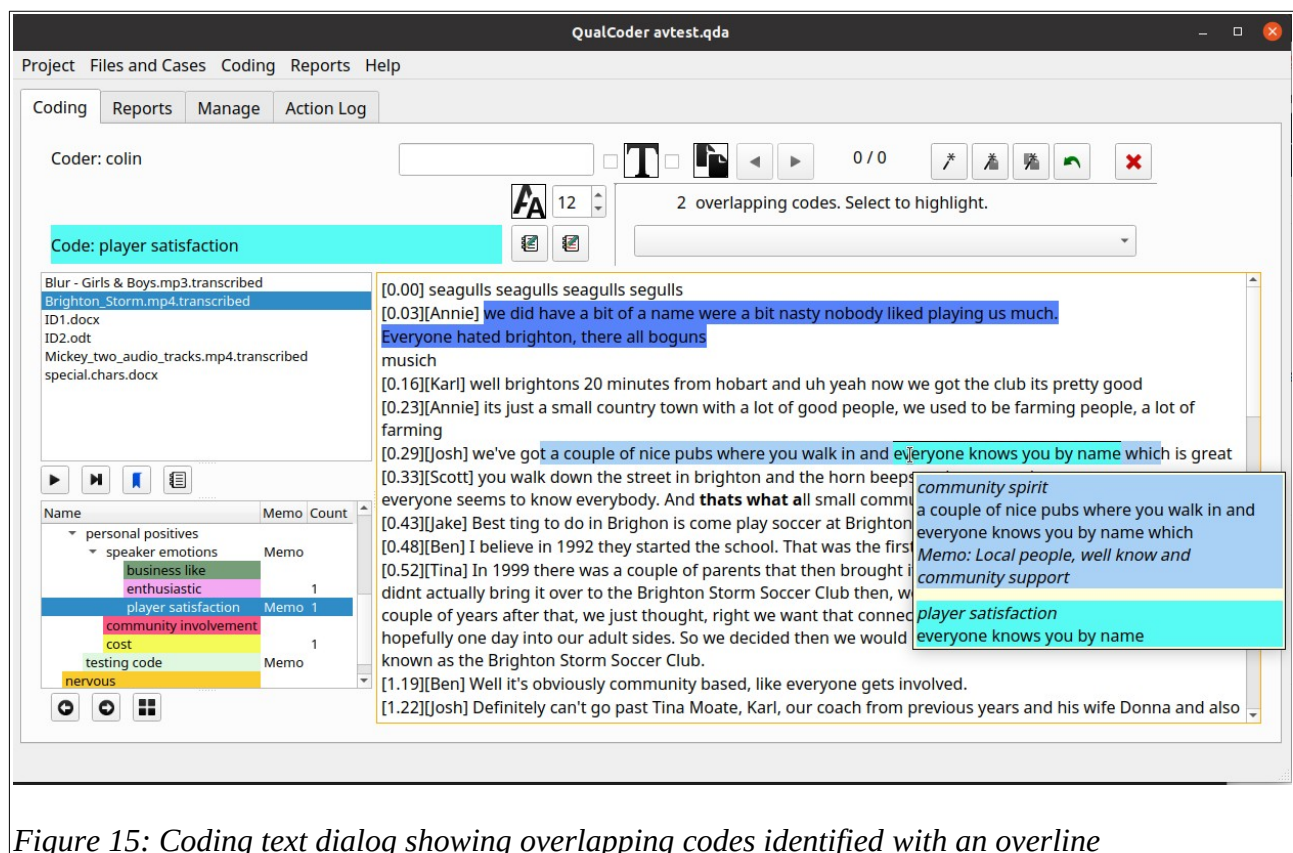 QualCoder avtest.qda
Project Files and Cases Coding Reports Help
Coding Reports Manage Action Log
Coder: colin
0 / 0
12
2 overlapping codes. Select to highlight.
Code: player satisfaction
Blur - Girls & Boys.mp3.transcribed
Brighton_Storm.mp4.transcribed
ID1.docx
ID2.odt
Mickey_two_audio_tracks.mp4.transcribed
special.chars.docx
Name Memo Count
personal positives
speaker emotions Memo
business like
enthusiastic 1
player satisfaction Memo 1
community involvement
cost 1
testing code Memo
nervous
[0.00] seagulls seagulls seagulls segulls
[0.03][Annie] we did have a bit of a name were a bit nasty nobody liked playing us much.
Everyone hated brighton, there all boguns
musich
[0.16][Karl] well brightons 20 minutes from hobart and uh yeah now we got the club its pretty good
[0.23][Annie] its just a small country town with a lot of good people, we used to be farming people, a lot of
farming
[0.29][Josh] we've got a couple of nice pubs where you walk in and everyone knows you by name which is great
[0.33][Scott] you walk down the street in brighton and the horn beeps
everyone seems to know everybody. And thats what all small commu
[0.43][Jake] Best ting to do in Brighon is come play soccer at Brighton
[0.48][Ben] I believe in 1992 they started the school. That was the first
[0.52][Tina] In 1999 there was a couple of parents that then brought i
didnt actually bring it over to the Brighton Storm Soccer Club then, w
couple of years after that, we just thought, right we want that connec
hopefully one day into our adult sides. So we decided then we would
known as the Brighton Storm Soccer Club.
[1.19][Ben] Well it's obviously community based, like everyone gets involved.
[1.22][Josh] Definitely can't go past Tina Moate, Karl, our coach from previous years and his wife Donna and also
community spirit
a couple of nice pubs where you walk in and
everyone knows you by name which
Memo: Local people, well know and
community support
player satisfaction
everyone knows you by name
Figure 15: Coding text dialog showing overlapping codes identified with an overline